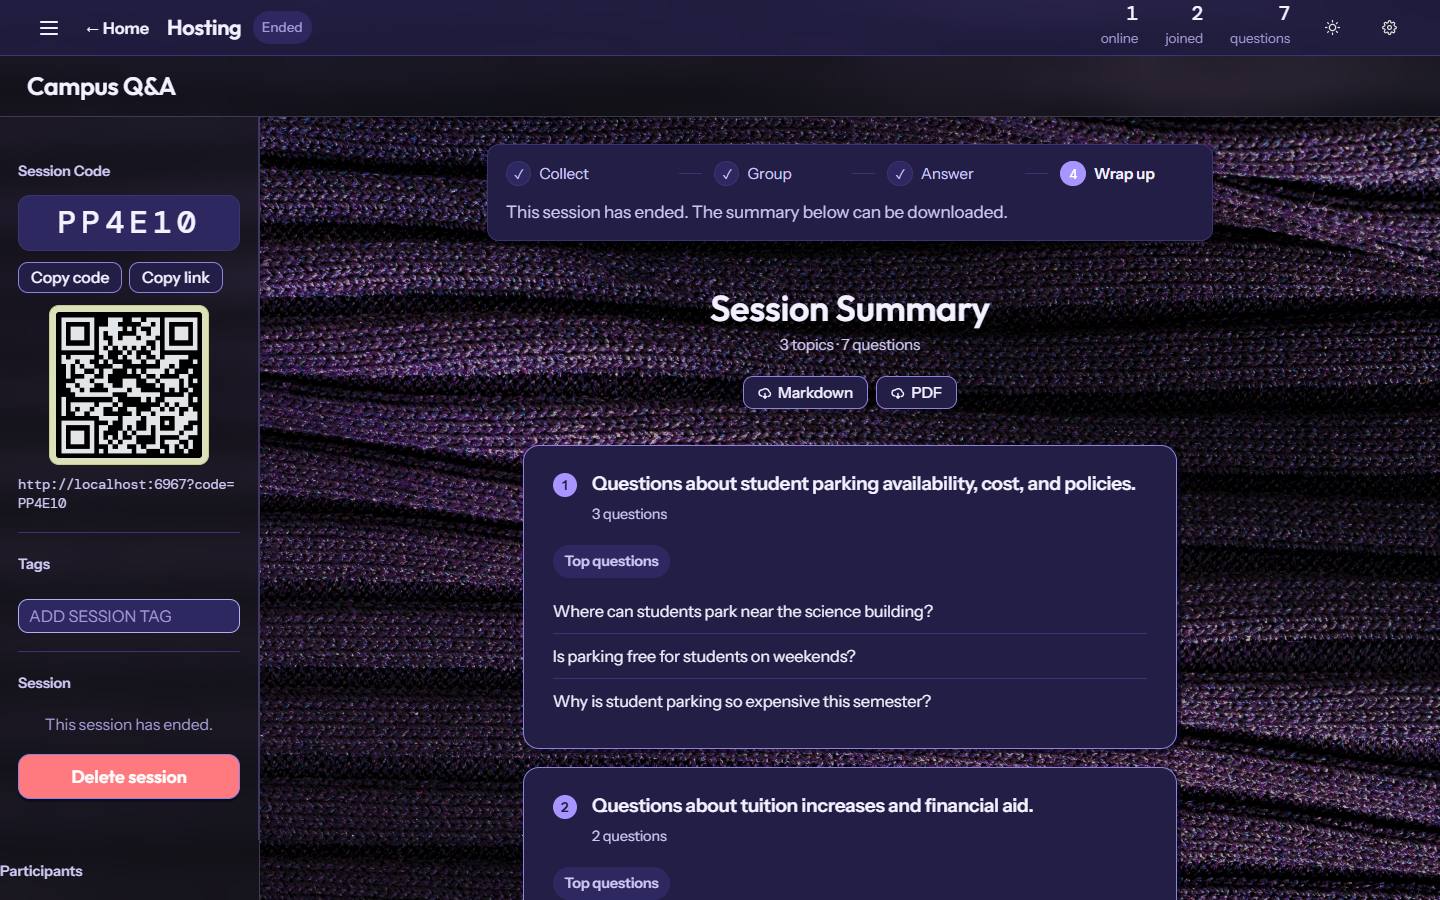 ← Home Hosting Ended
1 online
2 joined
7 questions
Campus Q&A
Session Code
PP4E10
Copy code Copy link
http://localhost:6967?code=
PP4E10
Tags
ADD SESSION TAG
Session
This session has ended.
Delete session
Participants
✓ Collect ✓ Group ✓ Answer 4 Wrap up
This session has ended. The summary below can be downloaded.
Session Summary
3 topics · 7 questions
Markdown PDF
1 Questions about student parking availability, cost, and policies.
3 questions
Top questions
Where can students park near the science building?
Is parking free for students on weekends?
Why is student parking so expensive this semester?
2 Questions about tuition increases and financial aid.
2 questions
Top questions